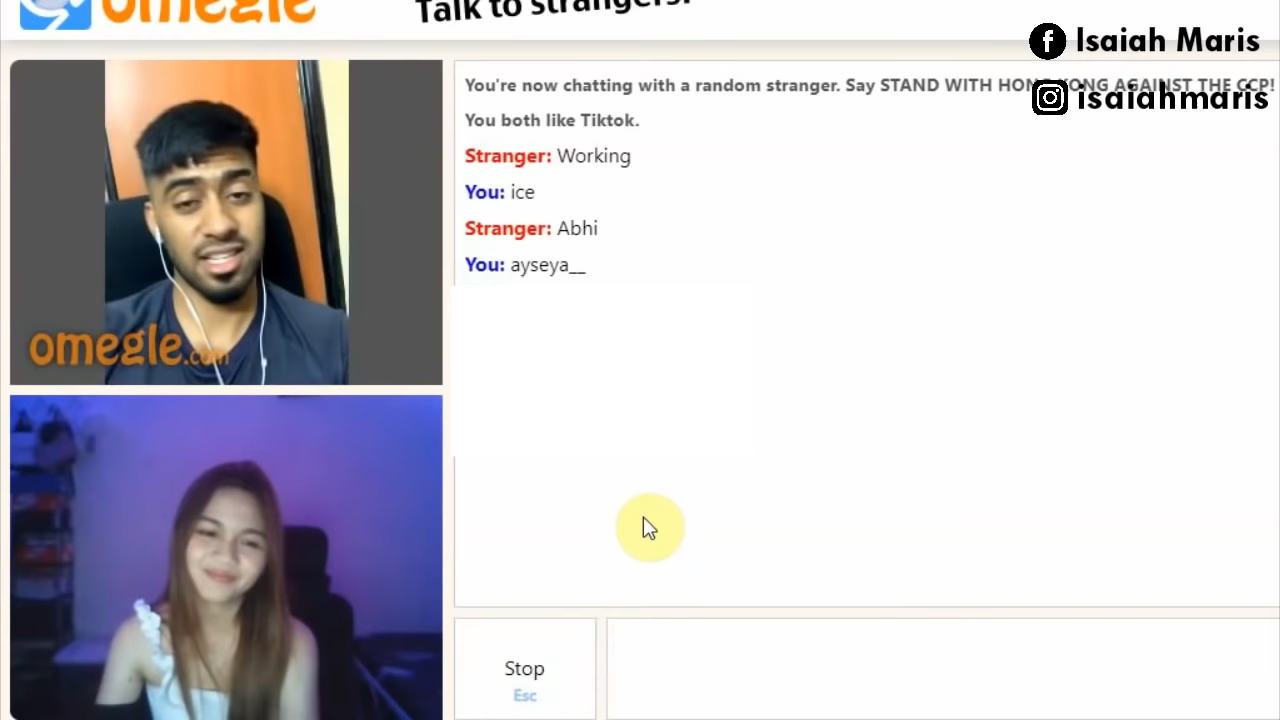 omegle
Talk to strangers!
Isaiah Maris
isaiahmaris
You're now chatting with a random stranger. Say STAND WITH HONG KONG AGAINST THE CCP!
You both like Tiktok.
Stranger: Working
You: ice
Stranger: Abhi
You: ayseya__
omegle.com
Stop
Esc